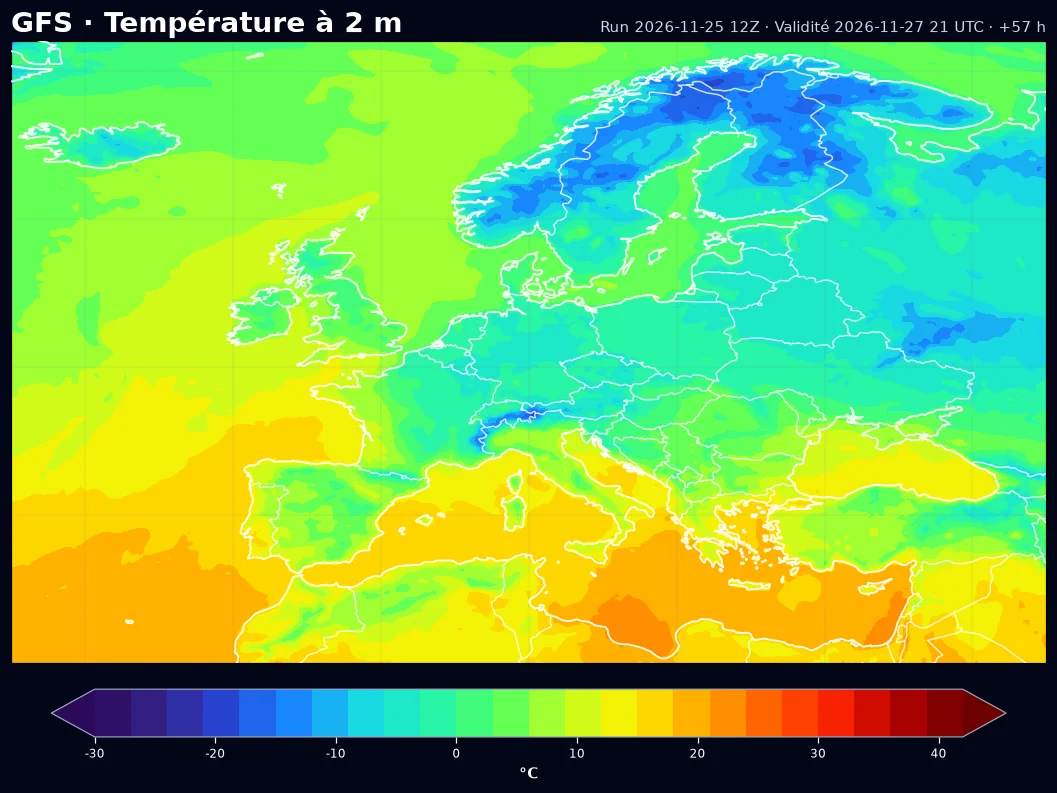 GFS · Température à 2 m
Run 2026-11-25 12Z · Validité 2026-11-27 21 UTC · +57 h
-30 -20 -10 0 10 20 30 40
°C